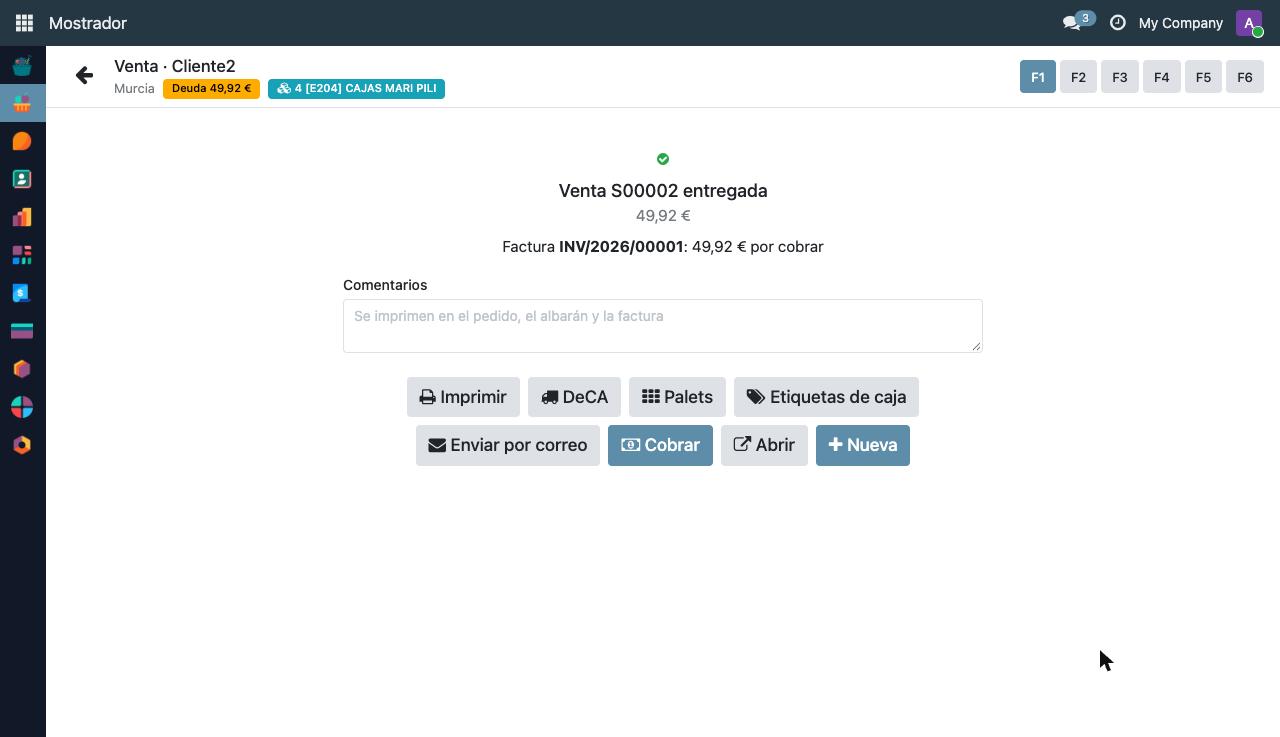 Mostrador
3
My Company
A
Venta · Cliente2
Murcia
Deuda 49,92 €
4 [E204] CAJAS MARI PILI
F1
F2
F3
F4
F5
F6
Venta S00002 entregada
49,92 €
Factura INV/2026/00001: 49,92 € por cobrar
Comentarios
Se imprimen en el pedido, el albarán y la factura
Imprimir
DeCA
Palets
Etiquetas de caja
Enviar por correo
Cobrar
Abrir
Nueva